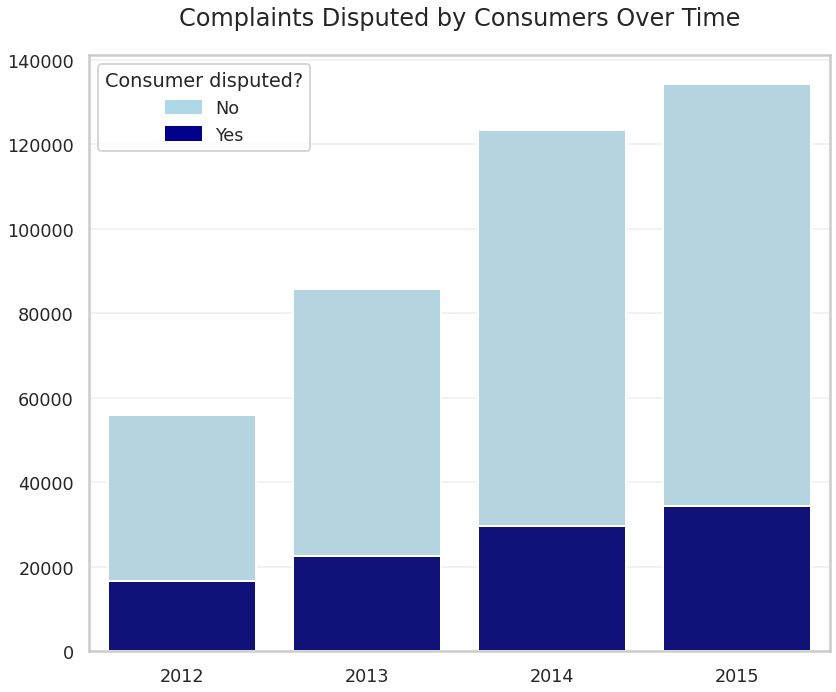 Complaints Disputed by Consumers Over Time
140000
120000
100000
80000
60000
40000
20000
0
Consumer disputed?
No
Yes
2012 2013 2014 2015